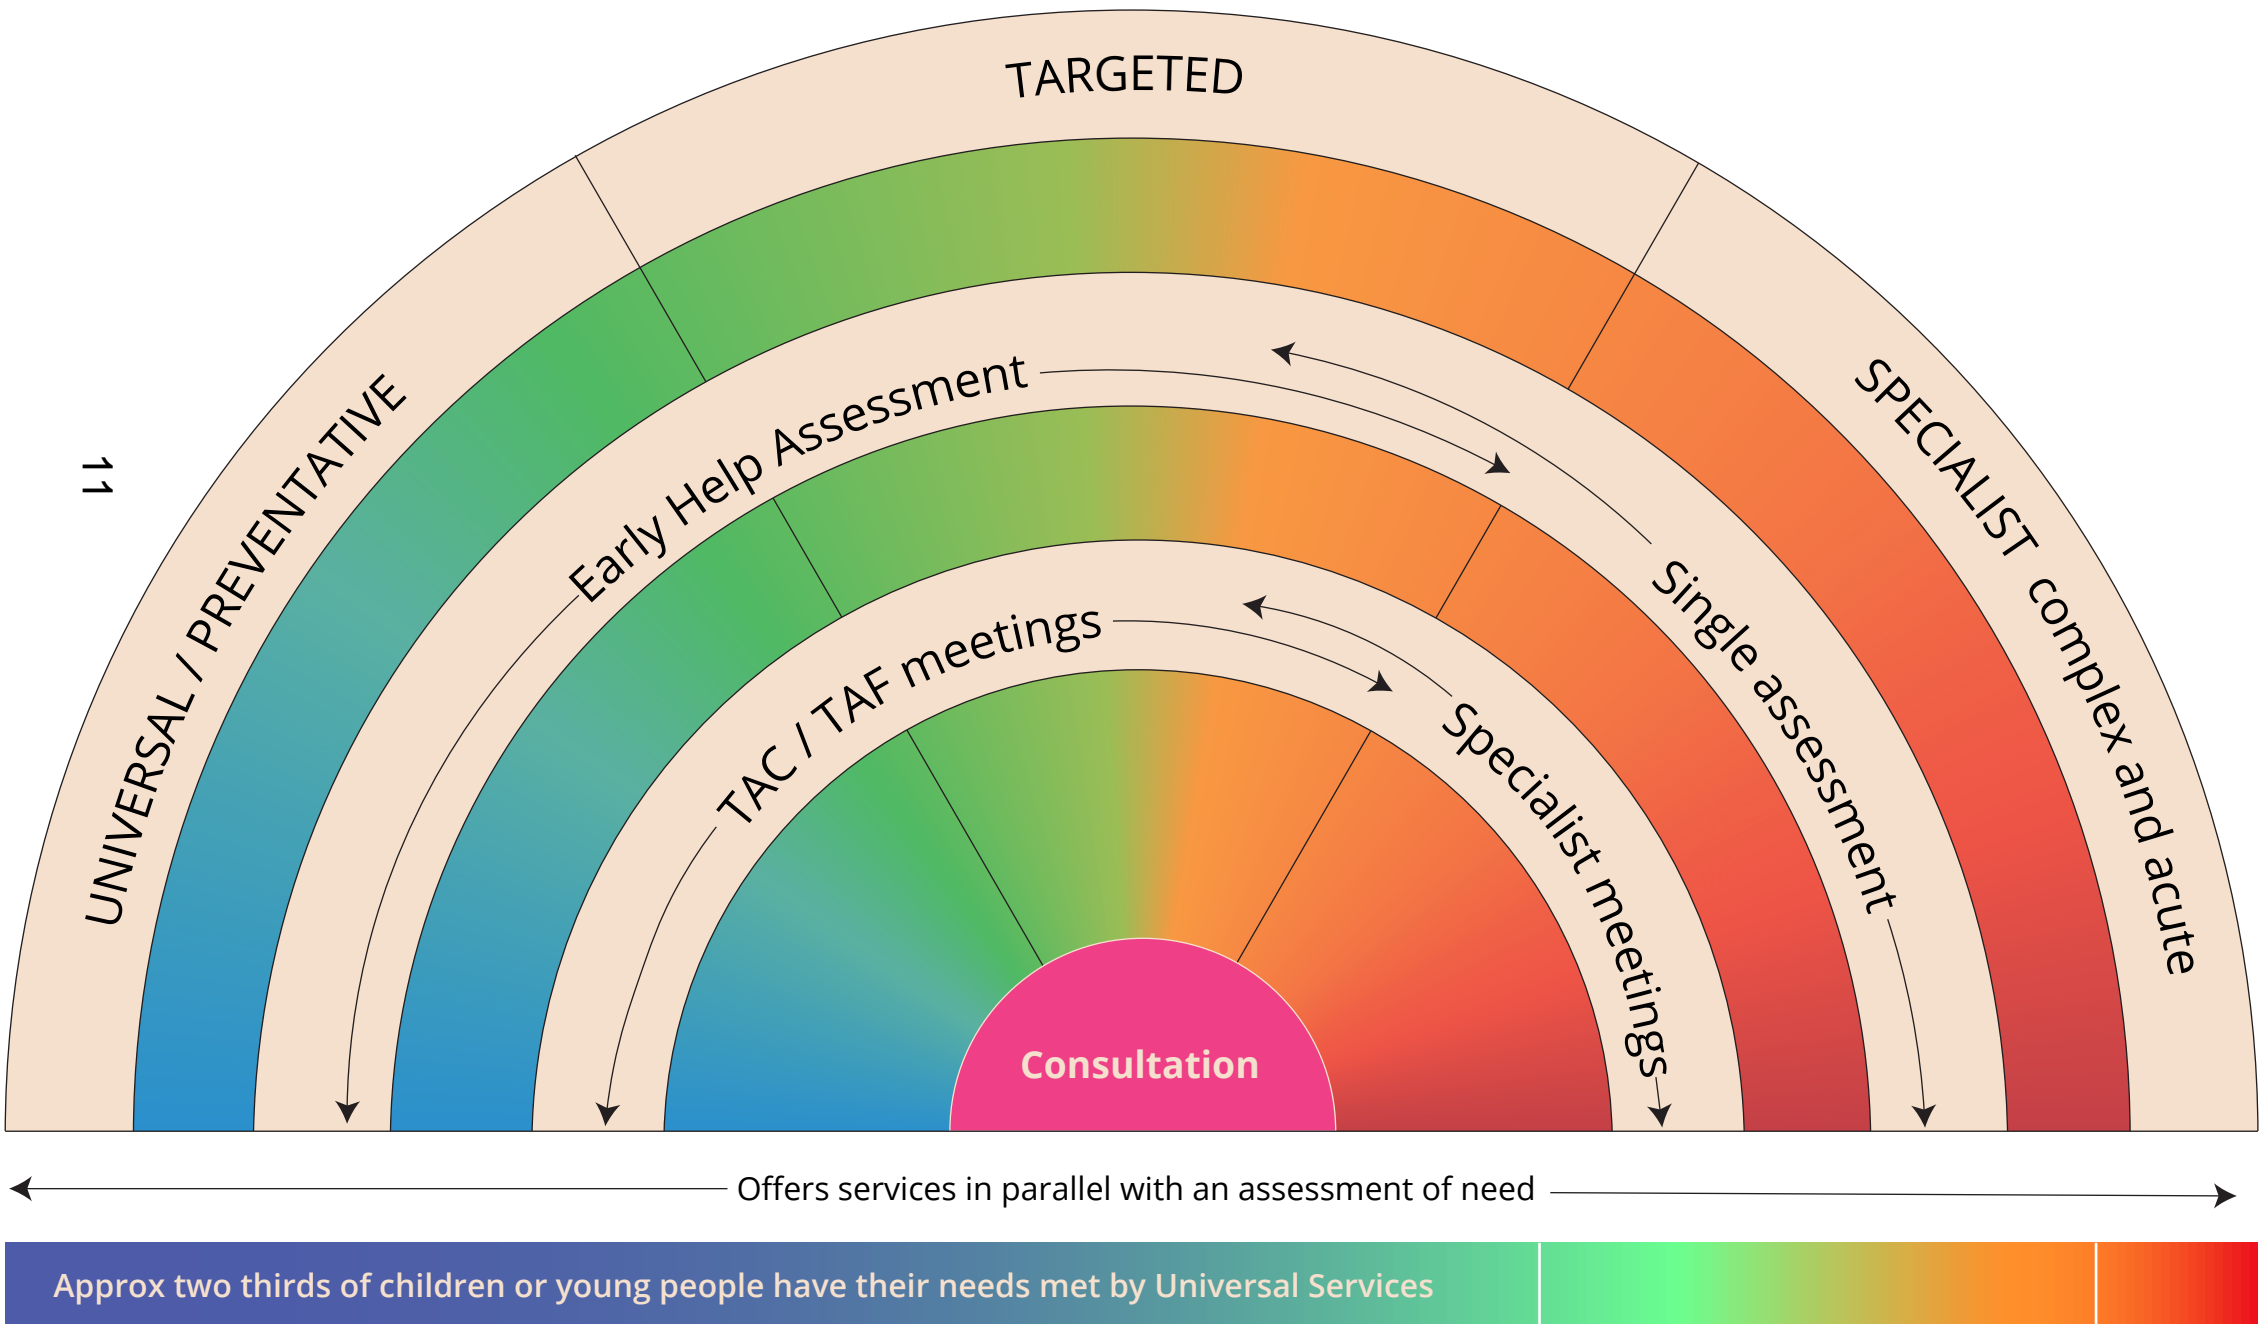 TARGETED
UNIVERSAL / PREVENTATIVE
SPECIALIST complex and acute
11
Early Help Assessment
Single assessment
TAC / TAF meetings
Specialist meetings
Consultation
Offers services in parallel with an assessment of need
Approx two thirds of children or young people have their needs met by Universal Services